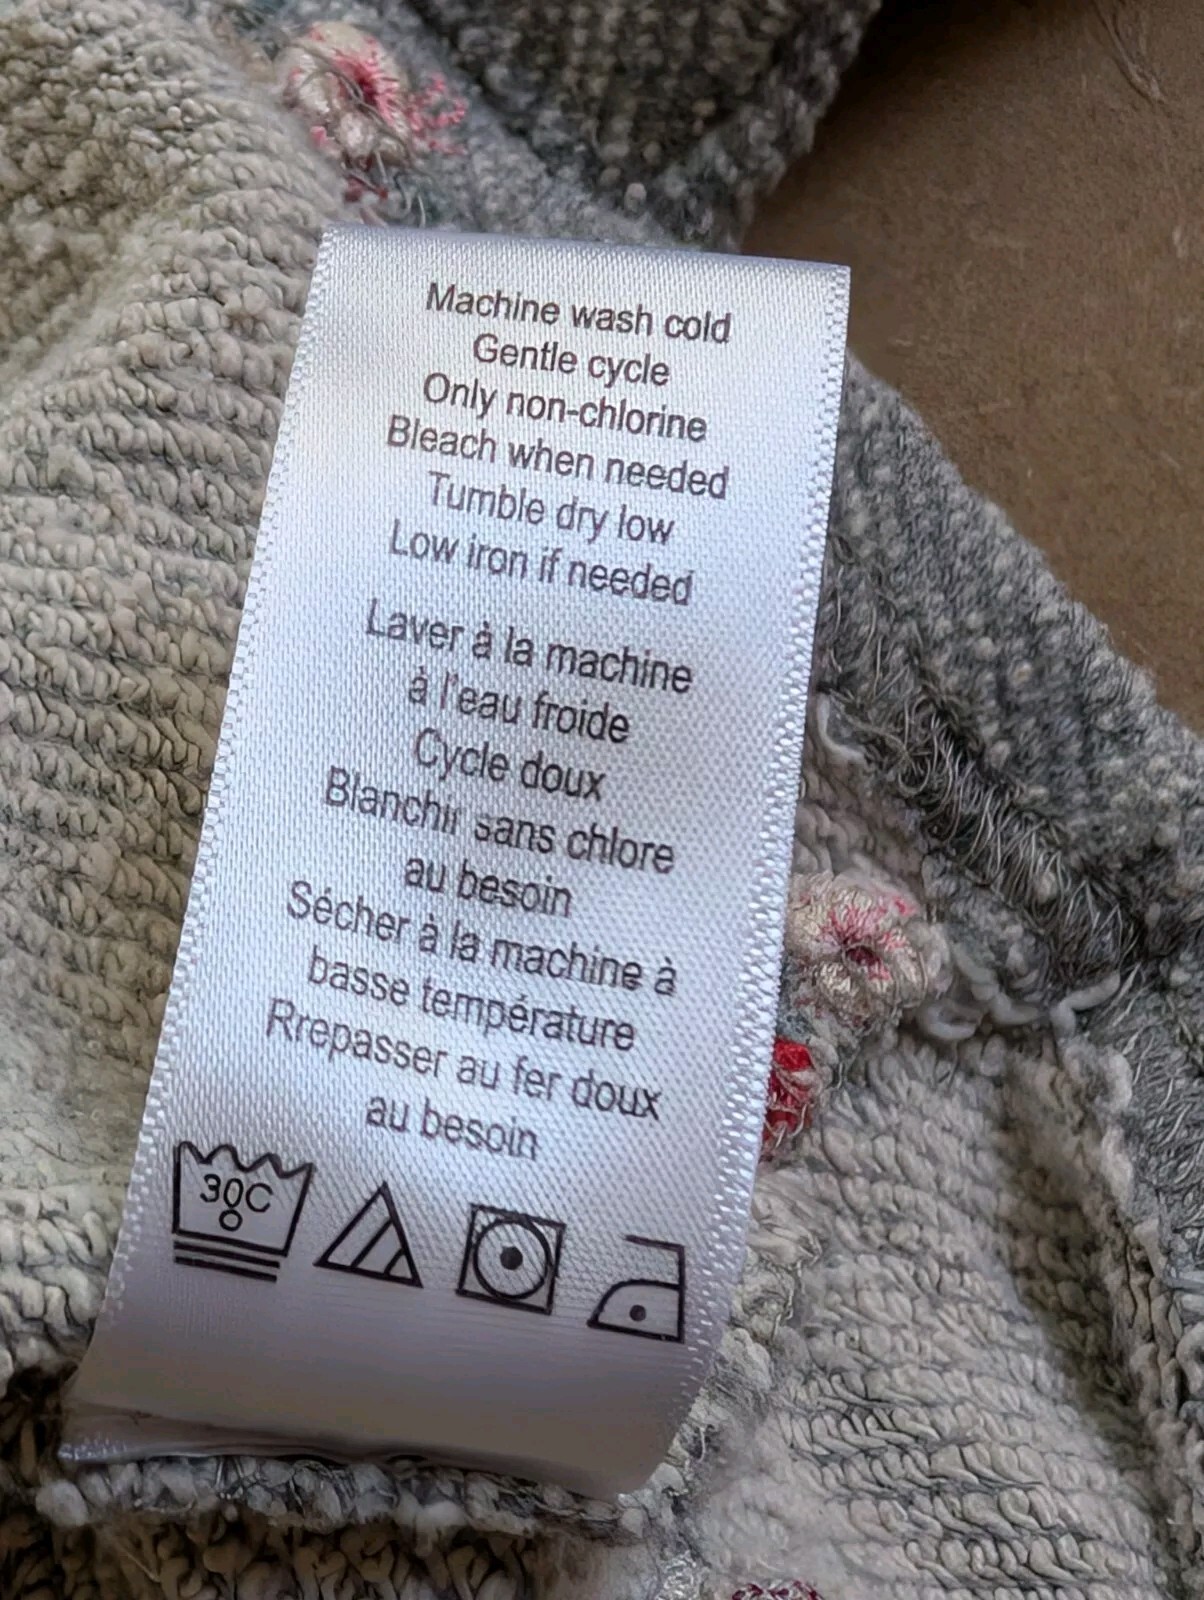 Machine wash cold
Gentle cycle
Only non-chlorine
Bleach when needed
Tumble dry low
Low iron if needed
Laver à la machine
à l'eau froide
Cycle doux
Blanchir sans chlore
au besoin
Sécher à la machine à
basse température
Rrepasser au fer doux
au besoin
30C